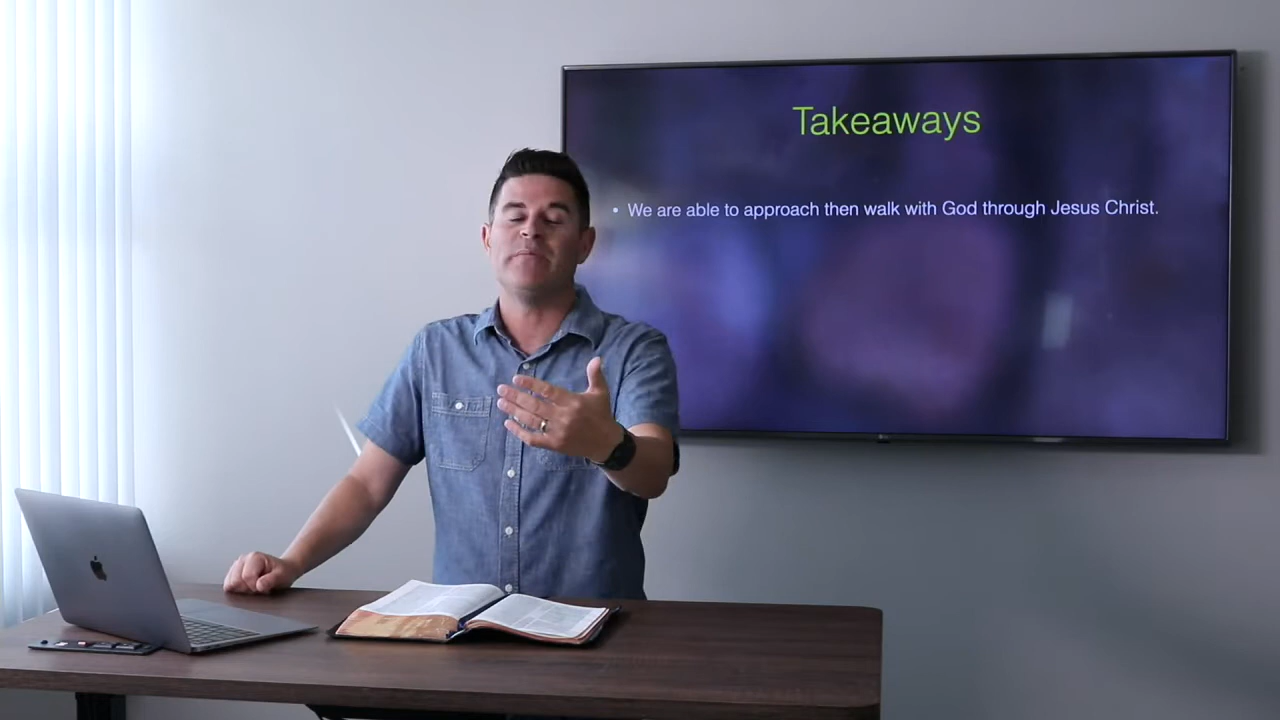 Takeaways
• We are able to approach then walk with God through Jesus Christ.